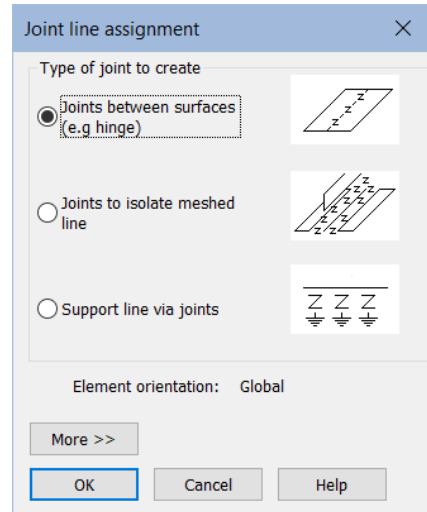 Joint line assignment
Type of joint to create
Joints between surfaces
(e.g hinge)
Joints to isolate meshed
line
Support line via joints
Z Z Z
Element orientation: Global
More >>
OK Cancel Help